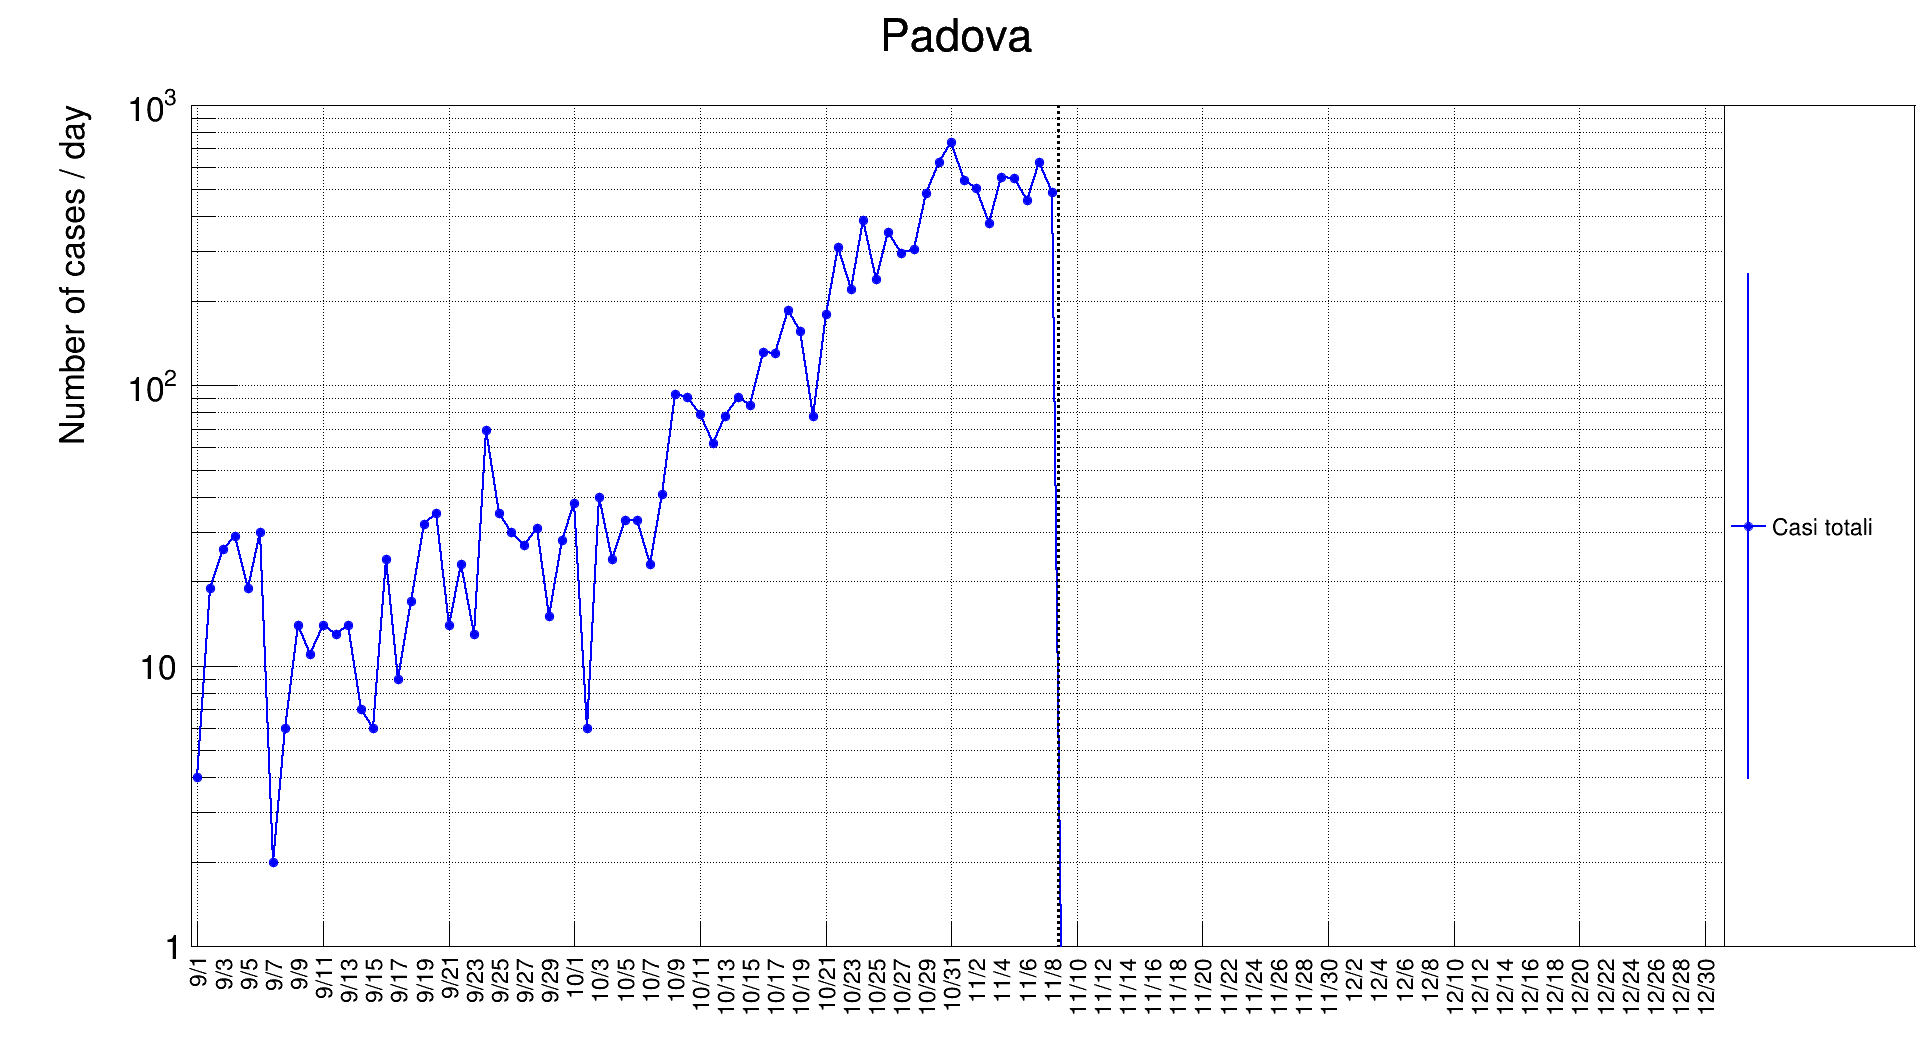 Padova
Number of cases / day
10³
10²
10
1
9/1 9/3 9/5 9/7 9/9 9/11 9/13 9/15 9/17 9/19 9/21 9/23 9/25 9/27 9/29 10/1 10/3 10/5 10/7 10/9 10/11 10/13 10/15 10/17 10/19 10/21 10/23 10/25 10/27 10/29 10/31 11/2 11/4 11/6 11/8 11/10 11/12 11/14 11/16 11/18 11/20 11/22 11/24 11/26 11/28 11/30 12/2 12/4 12/6 12/8 12/10 12/12 12/14 12/16 12/18 12/20 12/22 12/24 12/26 12/28 12/30
Casi totali